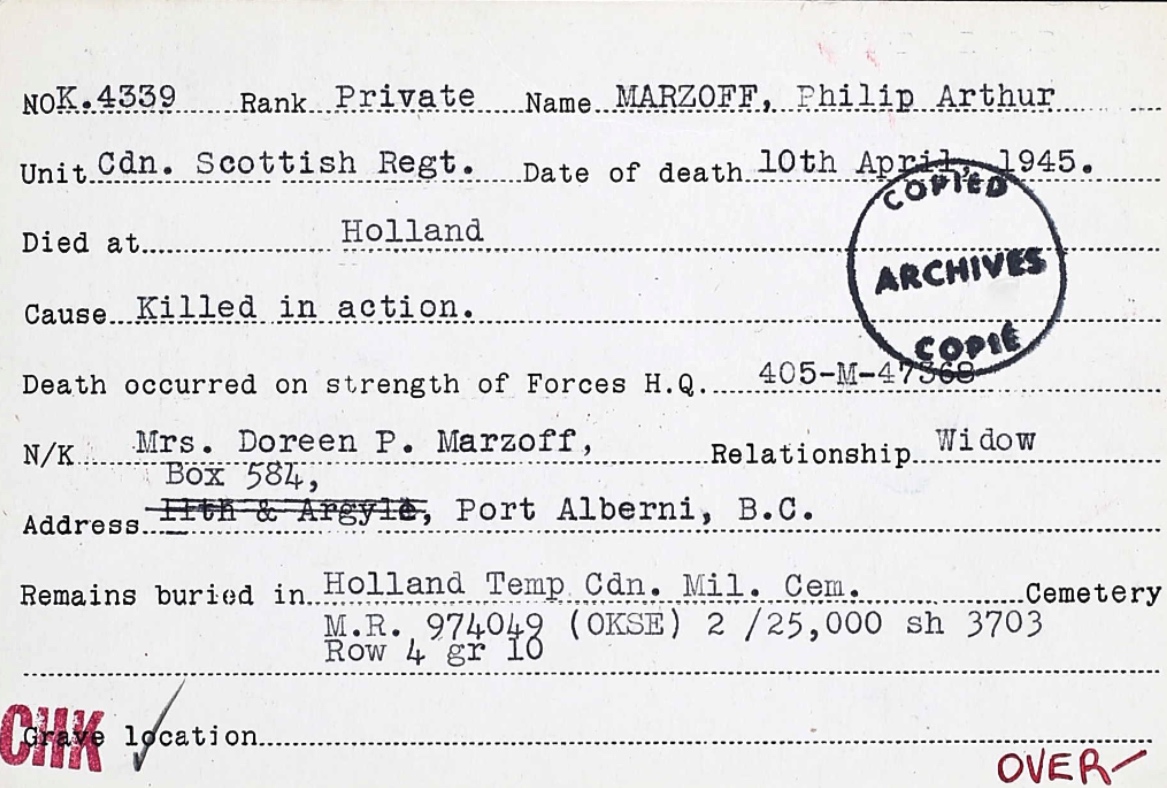 NO K.4339 Rank Private Name MARZOFF, Philip Arthur
Unit Cdn. Scottish Regt. Date of death 10th April, 1945.
COPIED
ARCHIVES
COPIÉ
Died at Holland
Cause Killed in action.
Death occurred on strength of Forces H.Q. 405-M-47368
N/K Mrs. Doreen P. Marzoff, Relationship Widow
Box 584,
Address 11th & Argyle, Port Alberni, B.C.
Remains buried in Holland Temp Cdn. Mil. Cem. Cemetery
M.R. 974049 (OKSE) 2 /25,000 sh 3703
Row 4 gr 10
CHK
Grave location
OVER